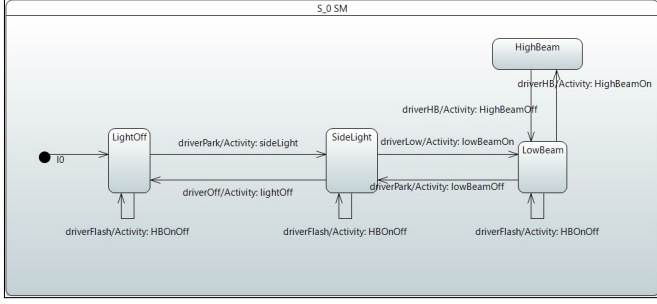 S_0 SM
HighBeam
driverHB/Activity: HighBeamOn
driverHB/Activity: HighBeamOff
LightOff
SideLight
LowBeam
driverPark/Activity: sideLight
driverLow/Activity: lowBeamOn
I0
driverOff/Activity: lightOff
driverPark/Activity: lowBeamOff
driverFlash/Activity: HBOnOff
driverFlash/Activity: HBOnOff
driverFlash/Activity: HBOnOff